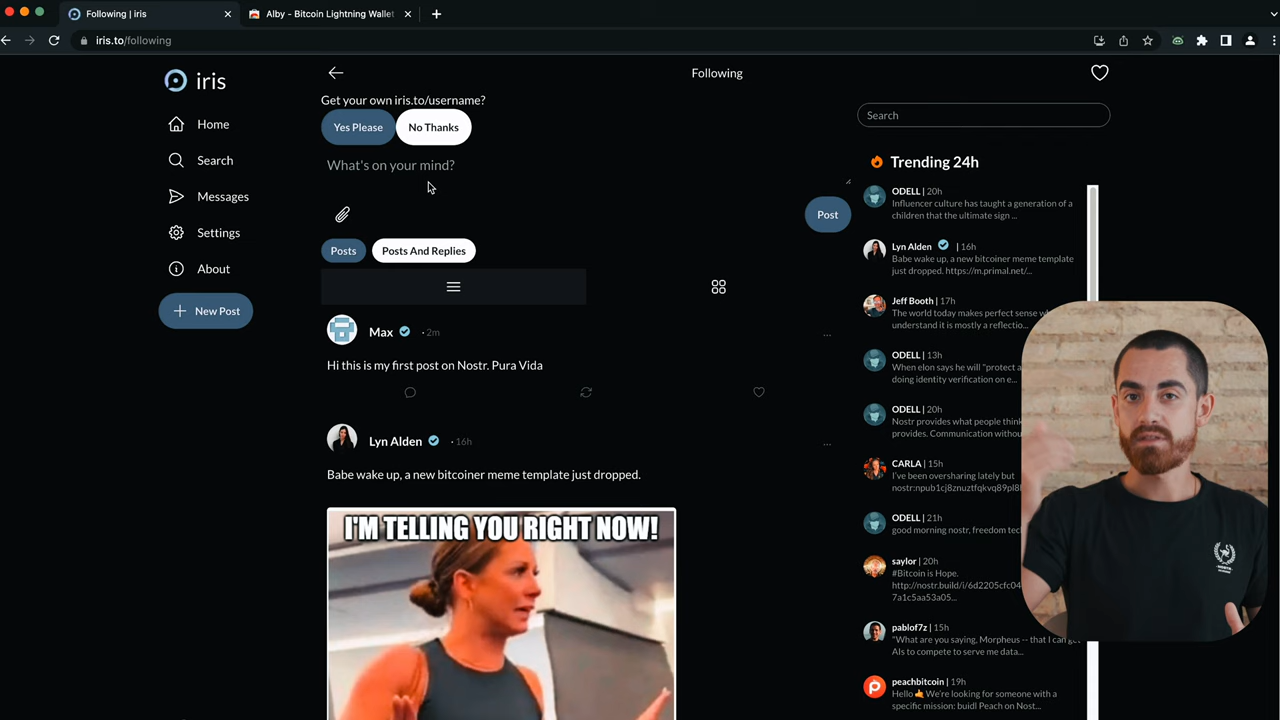 Following | iris
Alby - Bitcoin Lightning Wallet
iris.to/following
iris
Home
Search
Messages
Settings
About
New Post
Following
Get your own iris.to/username?
Yes Please
No Thanks
What's on your mind?
Post
Posts
Posts And Replies
Max · 2m
Hi this is my first post on Nostr. Pura Vida
Lyn Alden · 16h
Babe wake up, a new bitcoiner meme template just dropped.
I'M TELLING YOU RIGHT NOW!
Search
Trending 24h
ODELL | 20h
Influencer culture has taught a generation of
children that the ultimate sign ...
Lyn Alden | 16h
Babe wake up, a new bitcoiner meme template
just dropped. https://m.primal.net/...
Jeff Booth | 17h
The world today makes perfect sense
understand it is mostly a reflectio...
ODELL | 13h
When elon says he will "protect
doing identity verification on e...
ODELL | 20h
Nostr provides what people think
provides. Communication
CARLA | 15h
I've been oversharing lately but
nostr:npub1cj8znuztfqkvq89pl8
ODELL | 21h
good morning nostr, freedom
saylor | 20h
#Bitcoin is Hope.
http://nostr.build/i/6d2205cfc04
7a1c5aa53a05...
pablof7z | 15h
"What are you saying, Morpheus -- that I can get
AIs to compete to serve me data...
peachbitcoin | 19h
Hello 🤙 We're looking for someone with a
specific mission: buidl Peach on Nost...